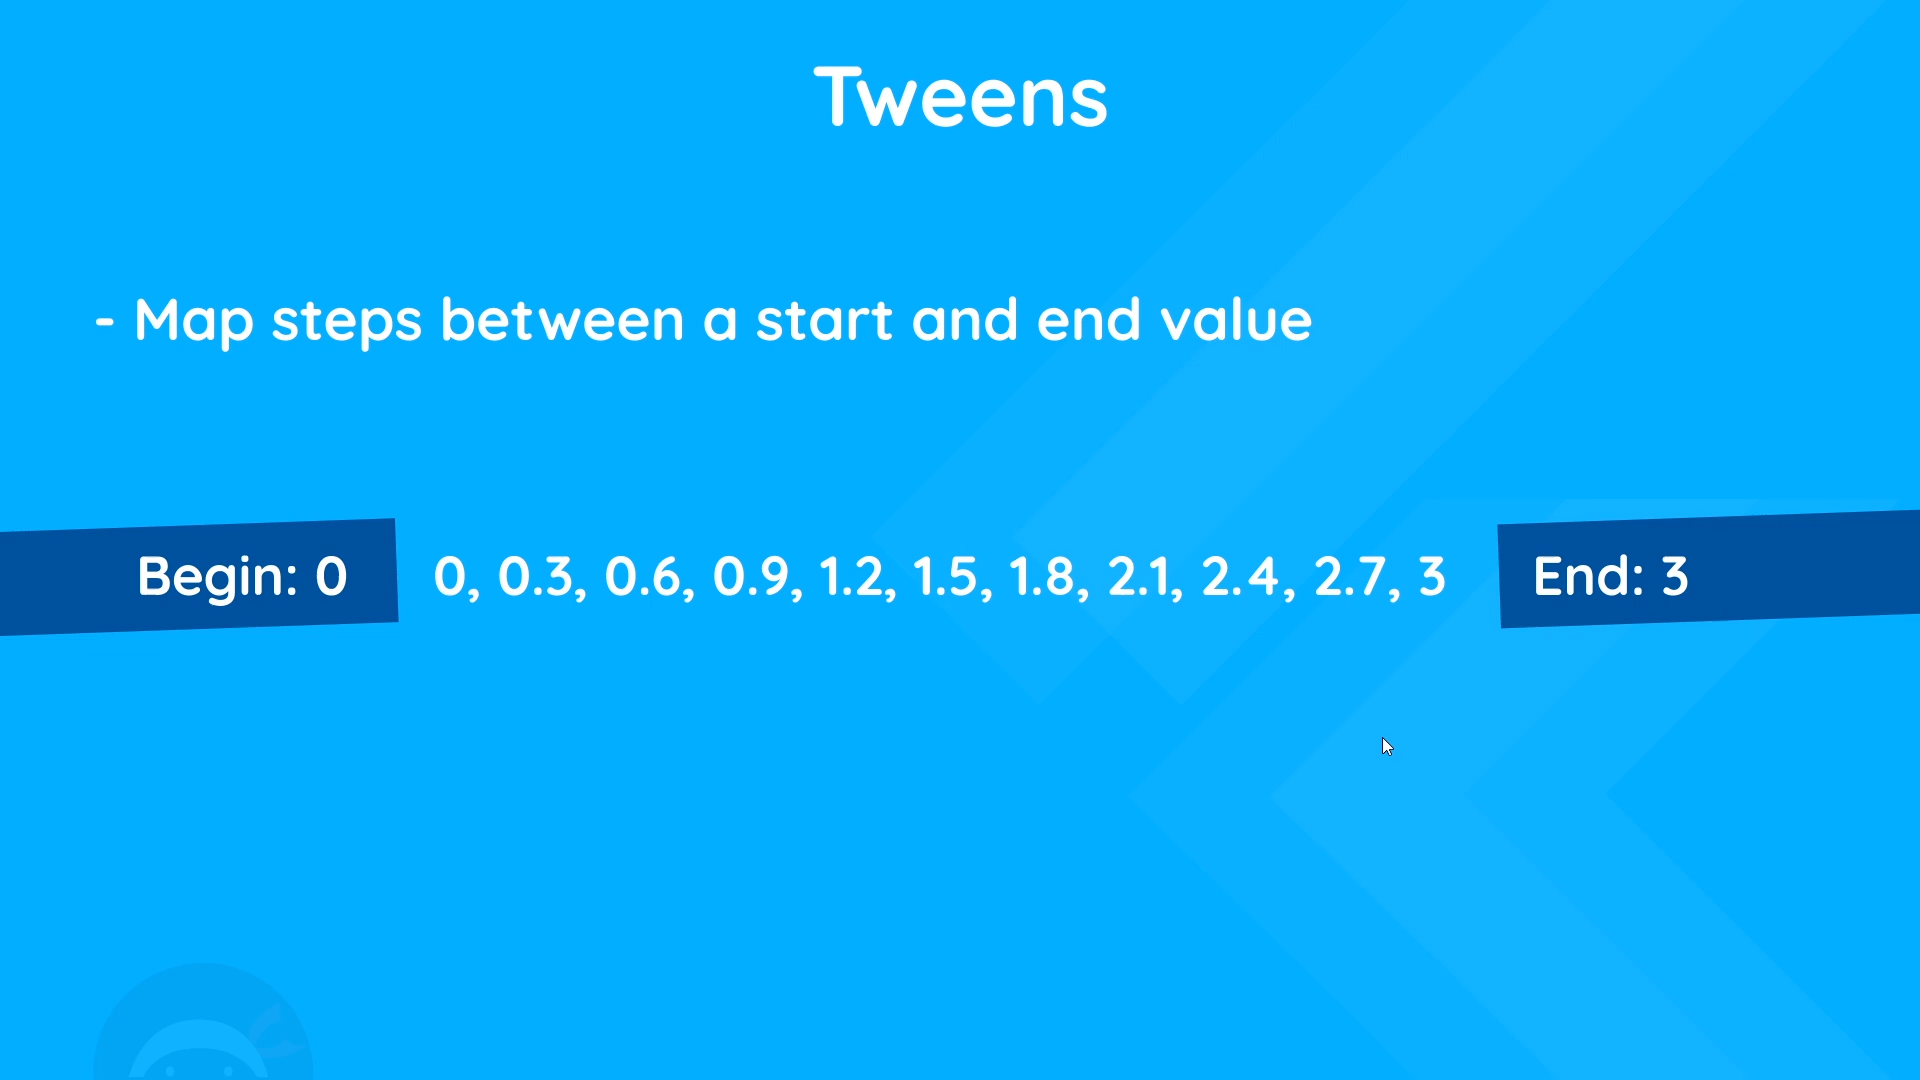 Tweens
- Map steps between a start and end value
Begin: 0 0, 0.3, 0.6, 0.9, 1.2, 1.5, 1.8, 2.1, 2.4, 2.7, 3 End: 3